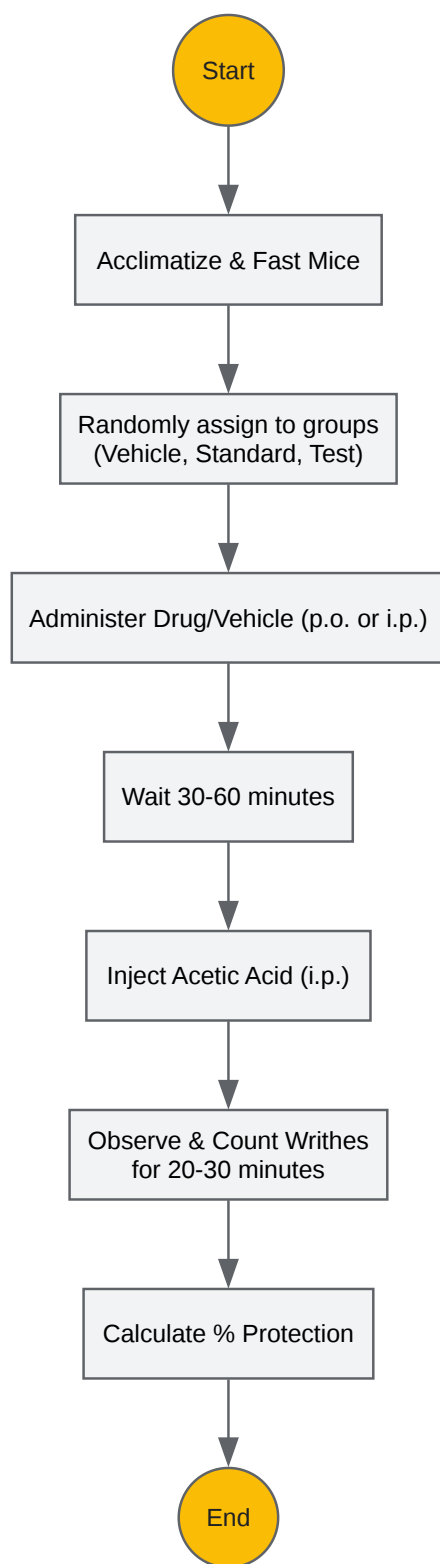 Start
Acclimatize & Fast Mice
Randomly assign to groups
(Vehicle, Standard, Test)
Administer Drug/Vehicle (p.o. or i.p.)
Wait 30-60 minutes
Inject Acetic Acid (i.p.)
Observe & Count Writhes
for 20-30 minutes
Calculate % Protection
End